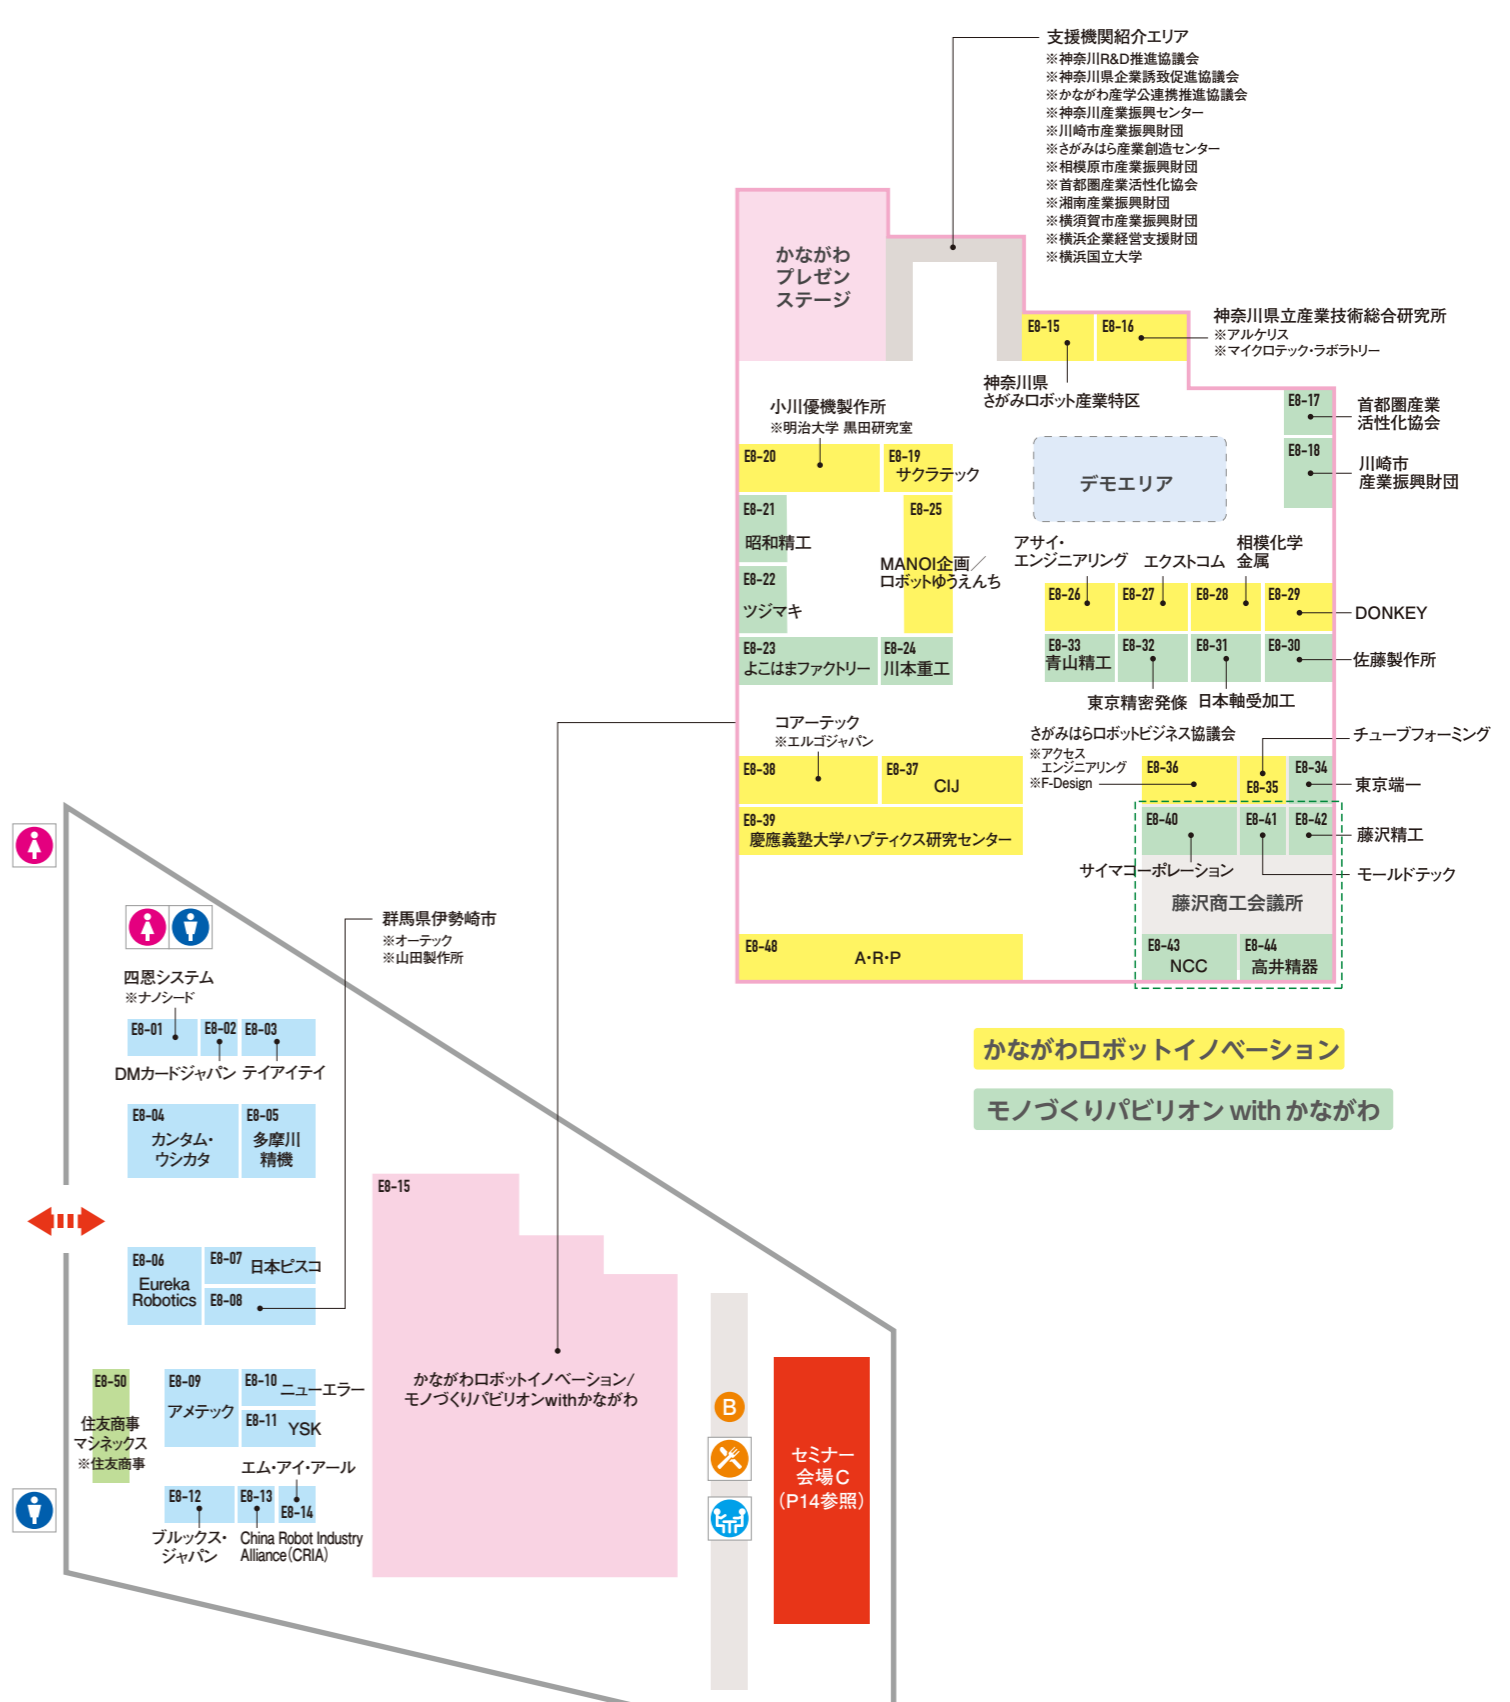 支援機関紹介エリア
※神奈川R&D推進協議会
※神奈川県企業誘致促進協議会
※かながわ産学公連携推進協議会
※神奈川産業振興センター
※川崎市産業振興財団
※さがみはら産業創造センター
※相模原市産業振興財団
※首都圏産業活性化協会
※湘南産業振興財団
※横須賀市産業振興財団
※横浜企業経営支援財団
※横浜国立大学
かながわ
プレゼン
ステージ
E8-15
神奈川県
さがみロボット産業特区
E8-16
神奈川県立産業技術総合研究所
※アルケリス
※マイクロテック・ラボラトリー
E8-17
首都圏産業
活性化協会
E8-18
川崎市
産業振興財団
小川優機製作所
※明治大学 黒田研究室
E8-20
E8-19
サクラテック
デモエリア
E8-21
昭和精工
E8-25
MANOI企画／
ロボットゆうえんち
E8-22
ツジマキ
E8-23
よこはまファクトリー
E8-24
川本重工
アサイ・
エンジニアリング
エクストコム
相模化学
金属
E8-26
E8-27
E8-28
E8-29
DONKEY
E8-33
青山精工
E8-32
E8-31
E8-30
佐藤製作所
東京精密発條
日本軸受加工
コアーテック
※エルゴジャパン
E8-38
E8-37
CIJ
E8-39
慶應義塾大学ハプティクス研究センター
さがみはらロボットビジネス協議会
※アクセス
エンジニアリング
※F-Design
E8-36
E8-35
チューブフォーミング
E8-34
東京端一
E8-40
E8-41
E8-42
藤沢精工
サイマコーポレーション
モールドテック
藤沢商工会議所
E8-48
A・R・P
E8-43
NCC
E8-44
高井精器
かながわロボットイノベーション
モノづくりパビリオン with かながわ
群馬県伊勢崎市
※オーテック
※山田製作所
四恩システム
※ナノシード
E8-01
E8-02
E8-03
DMカードジャパン
テイアイテイ
E8-04
カンタム・
ウシカタ
E8-05
多摩川
精機
E8-06
Eureka
Robotics
E8-07
日本ピスコ
E8-08
E8-50
住友商事
マシネックス
※住友商事
E8-09
アメテック
E8-10
ニューエラー
E8-11
YSK
エム・アイ・アール
E8-12
E8-13
E8-14
ブルックス・
ジャパン
China Robot Industry
Alliance（CRIA）
E8-15
かながわロボットイノベーション/
モノづくりパビリオンwithかながわ
B
セミナー
会場C
（P14参照）